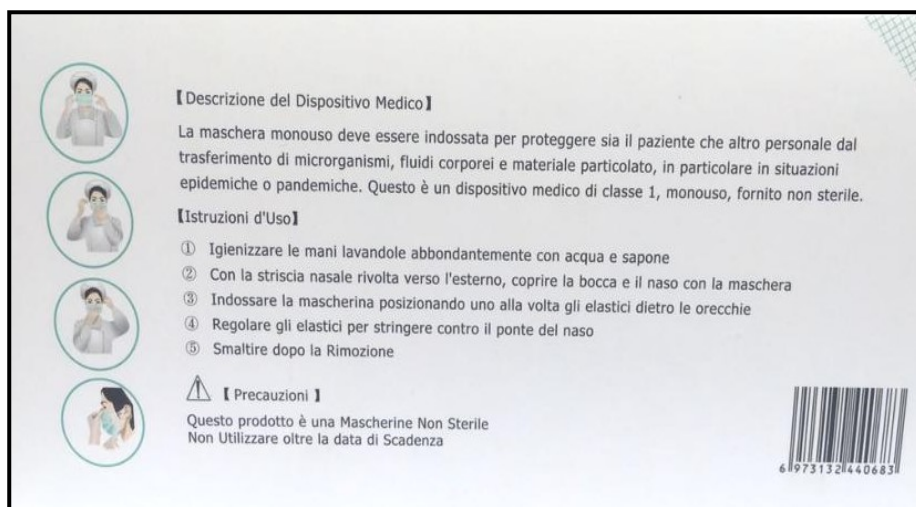 【Descrizione del Dispositivo Medico】
La maschera monouso deve essere indossata per proteggere sia il paziente che altro personale dal
trasferimento di microrganismi, fluidi corporei e materiale particolato, in particolare in situazioni
epidemiche o pandemiche. Questo è un dispositivo medico di classe 1, monouso, fornito non sterile.
【Istruzioni d'Uso】
① Igienizzare le mani lavandole abbondantemente con acqua e sapone
② Con la striscia nasale rivolta verso l'esterno, coprire la bocca e il naso con la maschera
③ Indossare la mascherina posizionando uno alla volta gli elastici dietro le orecchie
④ Regolare gli elastici per stringere contro il ponte del naso
⑤ Smaltire dopo la Rimozione
【 Precauzioni 】
Questo prodotto è una Mascherine Non Sterile
Non Utilizzare oltre la data di Scadenza
6 973132 440683